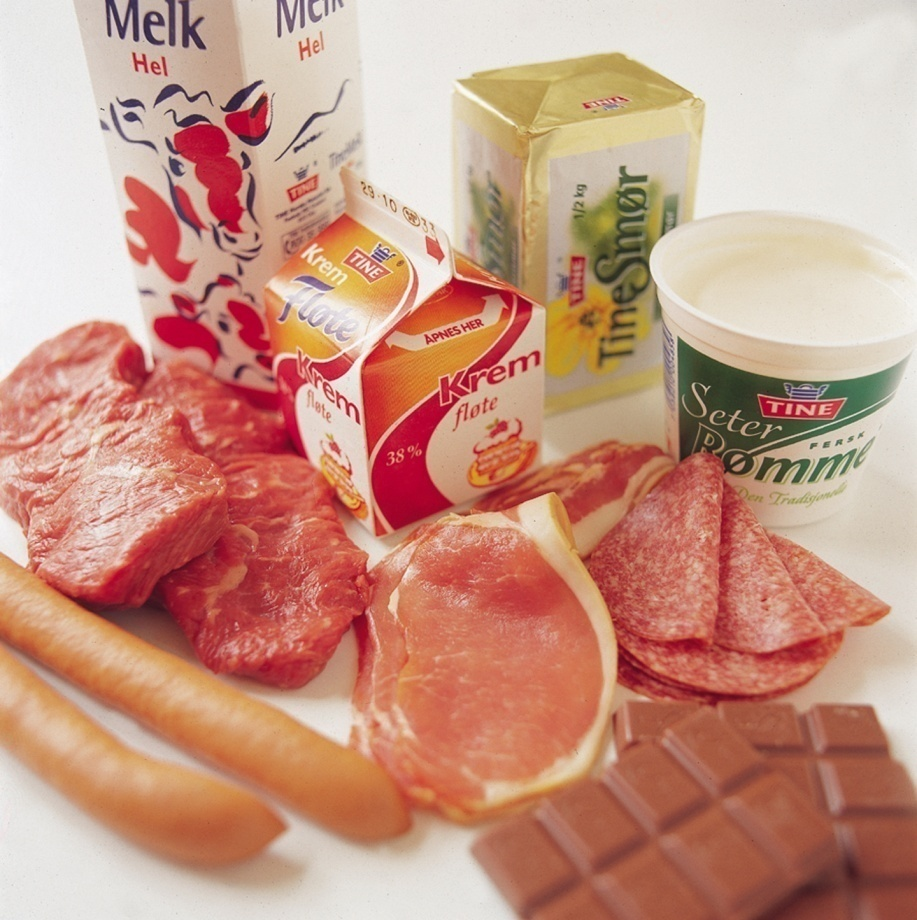 Melk
Hel
Melk
Hel
TINE
29·10
Krem
Fløte
TINE
ÅPNES HER
Krem
fløte
Krem
fløte
38%
TINE
1/2 kg
TINE
TineSmør
Seter
TINE
FERSK
Rømme
Den Tradisjonelle